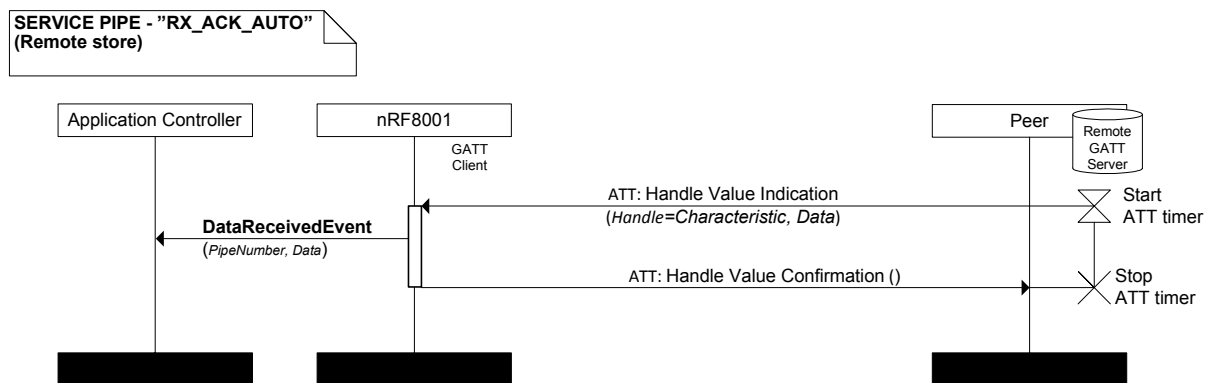 SERVICE PIPE - ”RX_ACK_AUTO”
(Remote store)
Application Controller
nRF8001
Peer
Remote
GATT
Server
GATT
Client
ATT: Handle Value Indication
(Handle=Characteristic, Data)
Start
ATT timer
DataReceivedEvent
(PipeNumber, Data)
ATT: Handle Value Confirmation ()
Stop
ATT timer